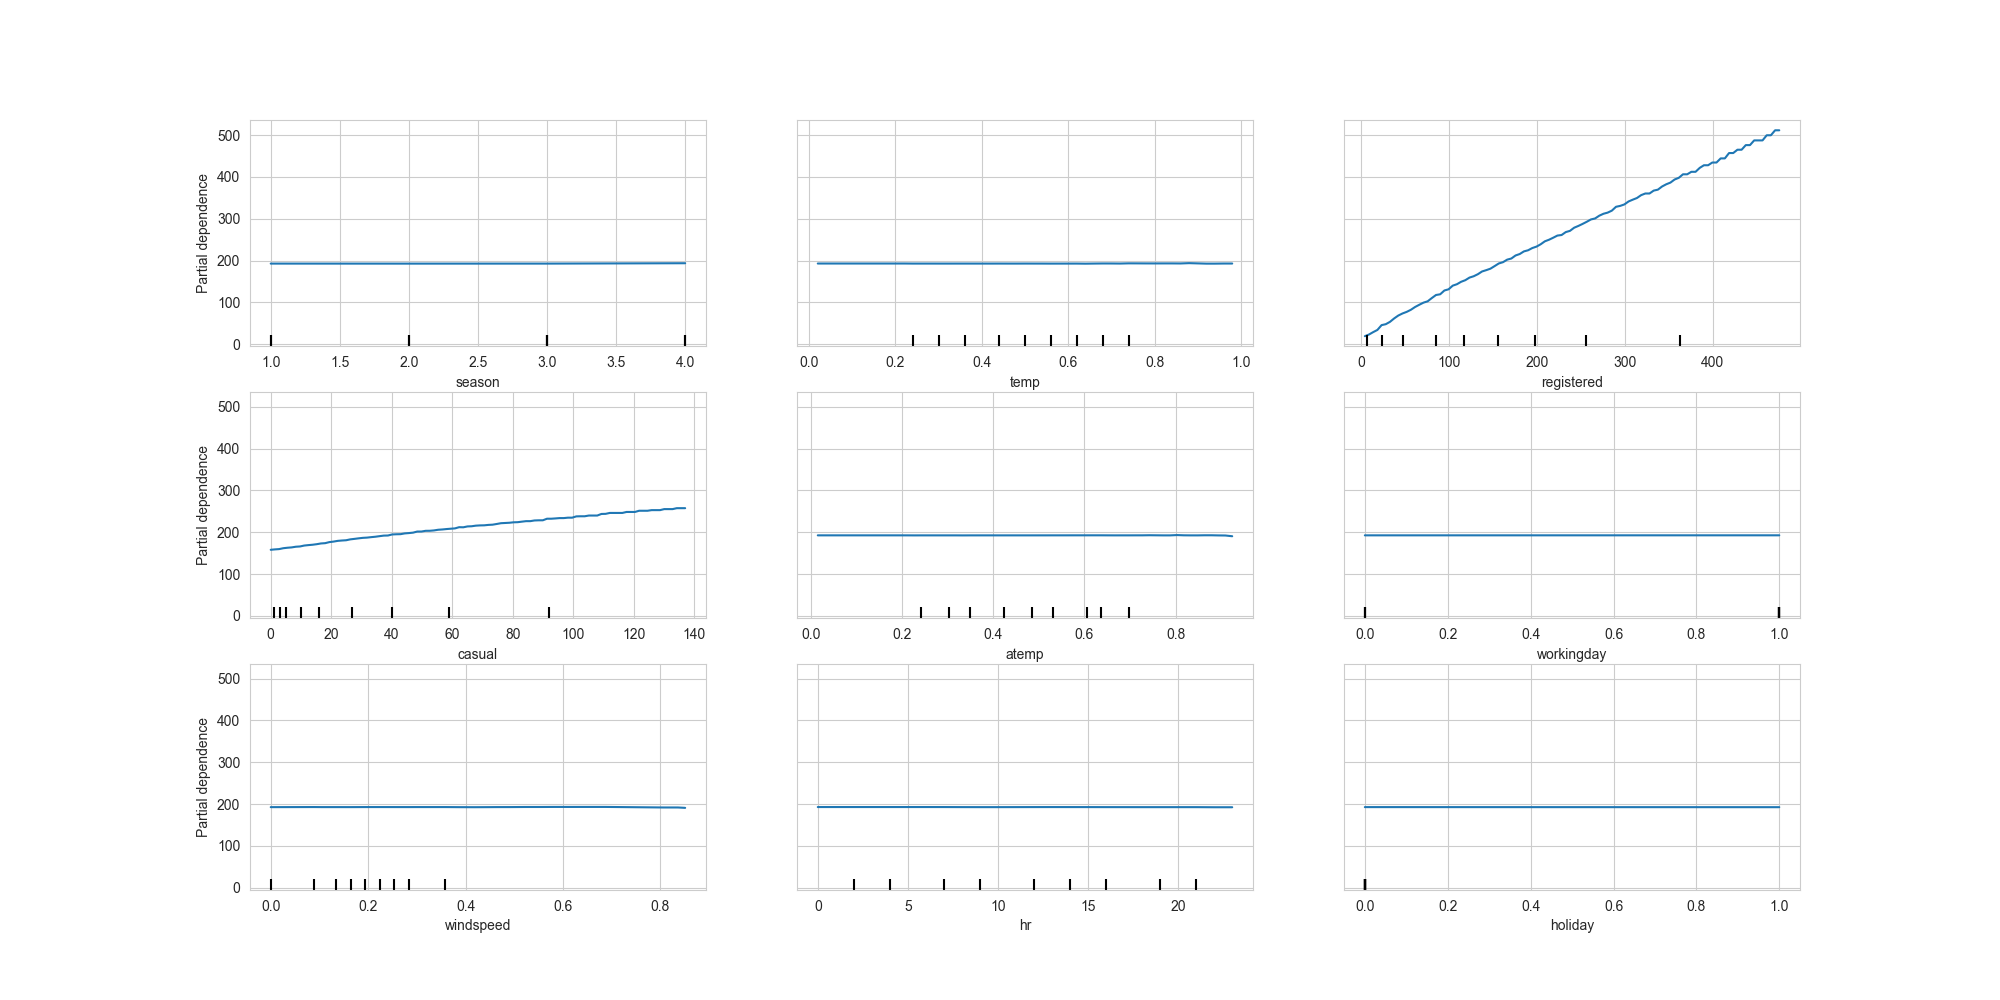 500
400
300
200
100
0
Partial dependence
1.0 1.5 2.0 2.5 3.0 3.5 4.0
season
0.0 0.2 0.4 0.6 0.8 1.0
temp
0 100 200 300 400
registered
500
400
300
200
100
0
Partial dependence
0 20 40 60 80 100 120 140
casual
0.0 0.2 0.4 0.6 0.8
atemp
0.0 0.2 0.4 0.6 0.8 1.0
workingday
500
400
300
200
100
0
Partial dependence
0.0 0.2 0.4 0.6 0.8
windspeed
0 5 10 15 20
hr
0.0 0.2 0.4 0.6 0.8 1.0
holiday